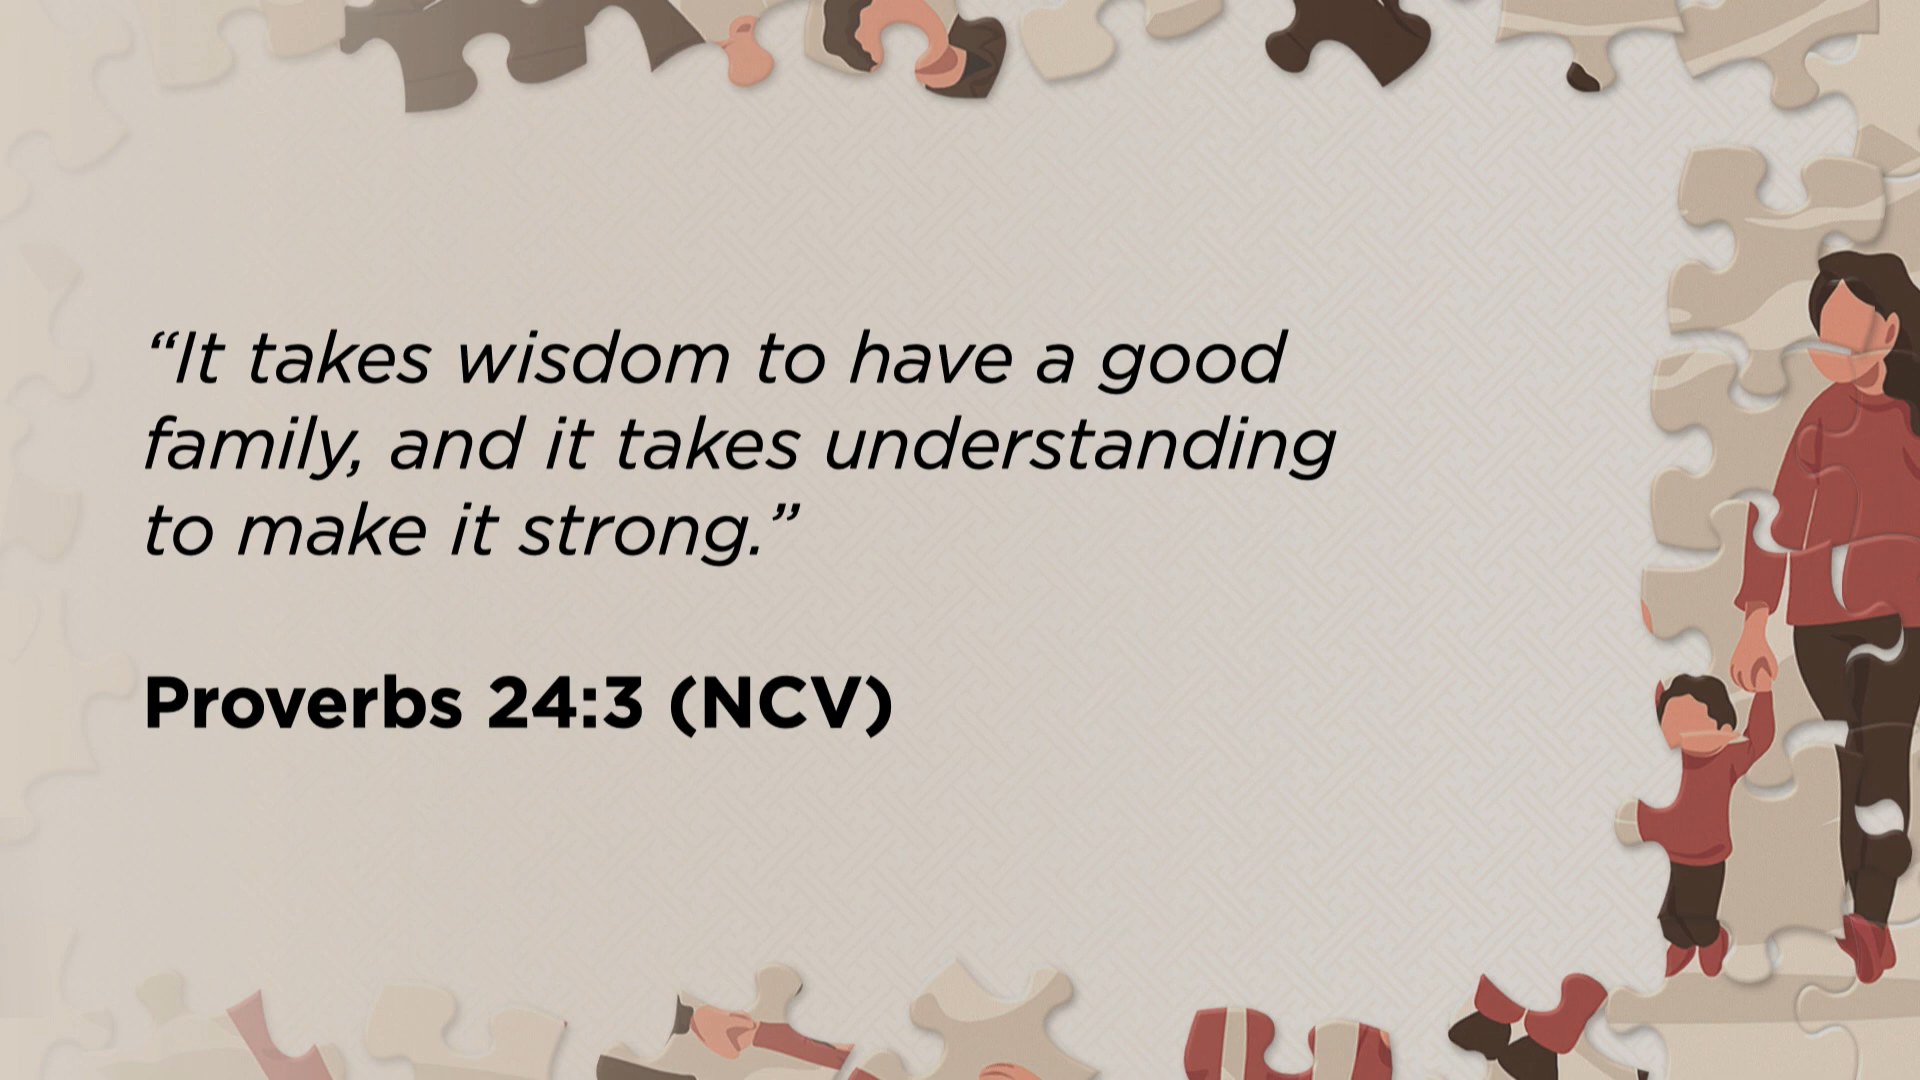 “It takes wisdom to have a good
family, and it takes understanding
to make it strong.”
Proverbs 24:3 (NCV)